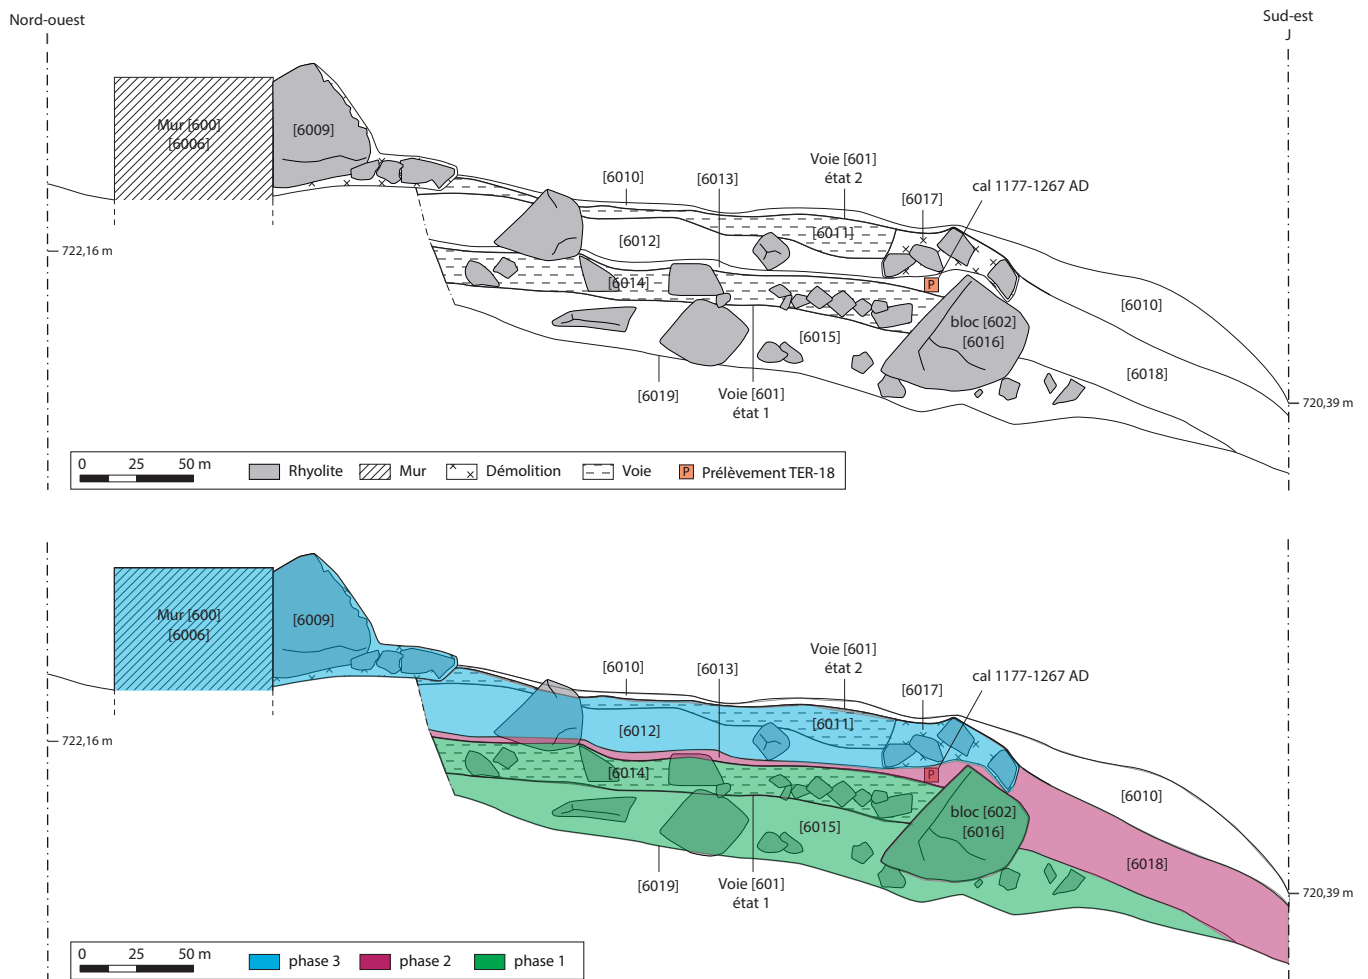 Nord-ouest
Sud-est
Mur [600]
[6006]
[6009]
[6010]
[6013]
Voie [601]
état 2
[6017]
cal 1177-1267 AD
722,16 m
[6012]
[6011]
[6014]
P
bloc [602]
[6016]
[6010]
[6015]
[6018]
[6019]
Voie [601]
état 1
720,39 m
0 25 50 m
Rhyolite
Mur
Démolition
Voie
P Prélèvement TER-18
Mur [600]
[6006]
[6009]
[6010]
[6013]
Voie [601]
état 2
[6017]
cal 1177-1267 AD
722,16 m
[6012]
[6011]
[6014]
P
bloc [602]
[6016]
[6010]
[6015]
[6018]
[6019]
Voie [601]
état 1
720,39 m
0 25 50 m
phase 3
phase 2
phase 1